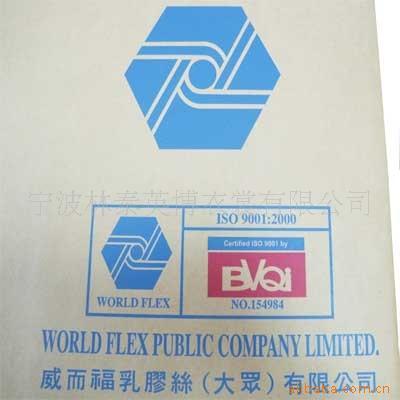 宁波林泰英博衣裳有限公司
ISO 9001:2000
Certified ISO 9001 by
BVQi
WORLD FLEX
NO.154984
WORLD FLEX PUBLIC COMPANY LIMITED.
威而福乳膠絲(大眾)有限公司